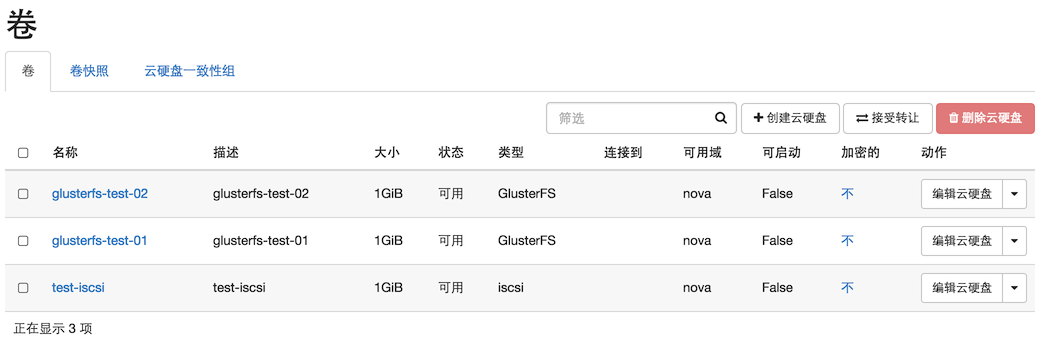 卷
卷 卷快照 云硬盘一致性组
筛选 创建云硬盘 接受转让 删除云硬盘
名称 描述 大小 状态 类型 连接到 可用域 可启动 加密的 动作
glusterfs-test-02 glusterfs-test-02 1GiB 可用 GlusterFS nova False 不 编辑云硬盘
glusterfs-test-01 glusterfs-test-01 1GiB 可用 GlusterFS nova False 不 编辑云硬盘
test-iscsi test-iscsi 1GiB 可用 iscsi nova False 不 编辑云硬盘
正在显示 3 项